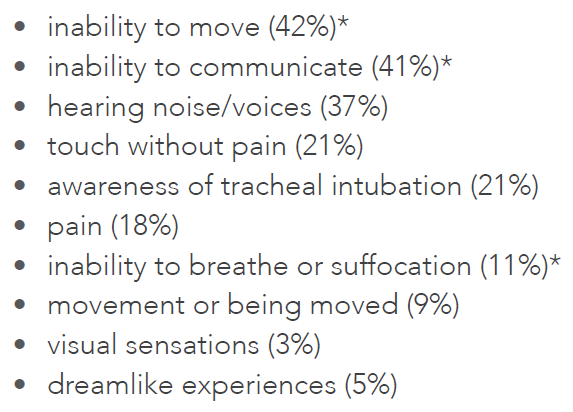 • inability to move (42%)*
• inability to communicate (41%)*
• hearing noise/voices (37%)
• touch without pain (21%)
• awareness of tracheal intubation (21%)
• pain (18%)
• inability to breathe or suffocation (11%)*
• movement or being moved (9%)
• visual sensations (3%)
• dreamlike experiences (5%)